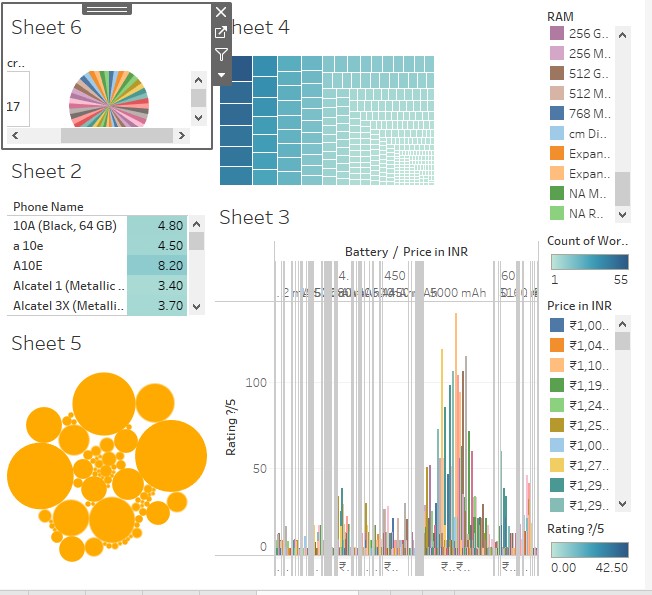 Sheet 6
cr..
17
Sheet 4
Sheet 2
Phone Name
10A (Black, 64 GB) 4.80
a 10e 4.50
A10E 8.20
Alcatel 1 (Metallic .. 3.40
Alcatel 3X (Metalli.. 3.70
Sheet 5
Sheet 3
Battery / Price in INR
4. 450 60
5000 mAh
Rating ?/5
100
50
0
₹.. ₹.. ₹..₹.. ₹..
RAM
256 G..
256 M..
512 G..
512 M..
768 M..
cm Di..
Expan..
Expan..
NA M..
NA R..
Count of Wor..
1 55
Price in INR
₹1,00..
₹1,04..
₹1,10..
₹1,19..
₹1,24..
₹1,25..
₹1,00..
₹1,27..
₹1,29..
₹1,29..
Rating ?/5
0.00 42.50